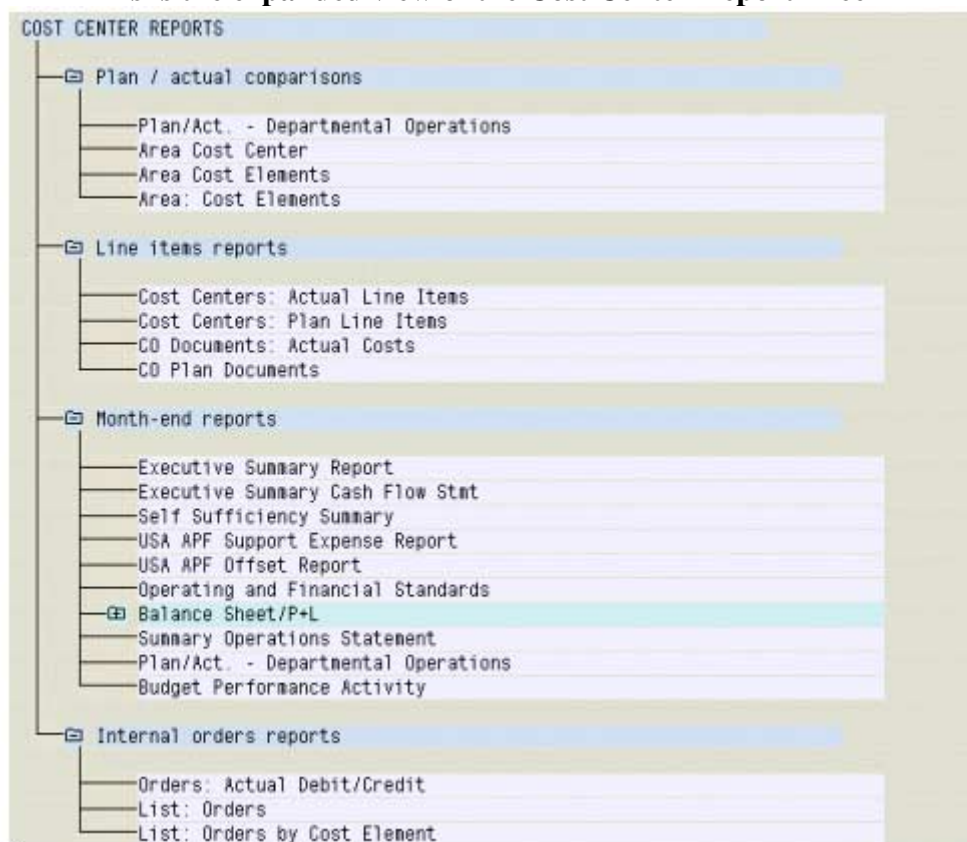 COST CENTER REPORTS
Plan / actual comparisons
Plan/Act. - Departmental Operations
Area Cost Center
Area Cost Elements
Area: Cost Elements
Line items reports
Cost Centers: Actual Line Items
Cost Centers: Plan Line Items
CO Documents: Actual Costs
CO Plan Documents
Month-end reports
Executive Summary Report
Executive Summary Cash Flow Stmt
Self Sufficiency Summary
USA APF Support Expense Report
USA APF Offset Report
Operating and Financial Standards
Balance Sheet/P+L
Summary Operations Statement
Plan/Act. - Departmental Operations
Budget Performance Activity
Internal orders reports
Orders: Actual Debit/Credit
List: Orders
List: Orders by Cost Element